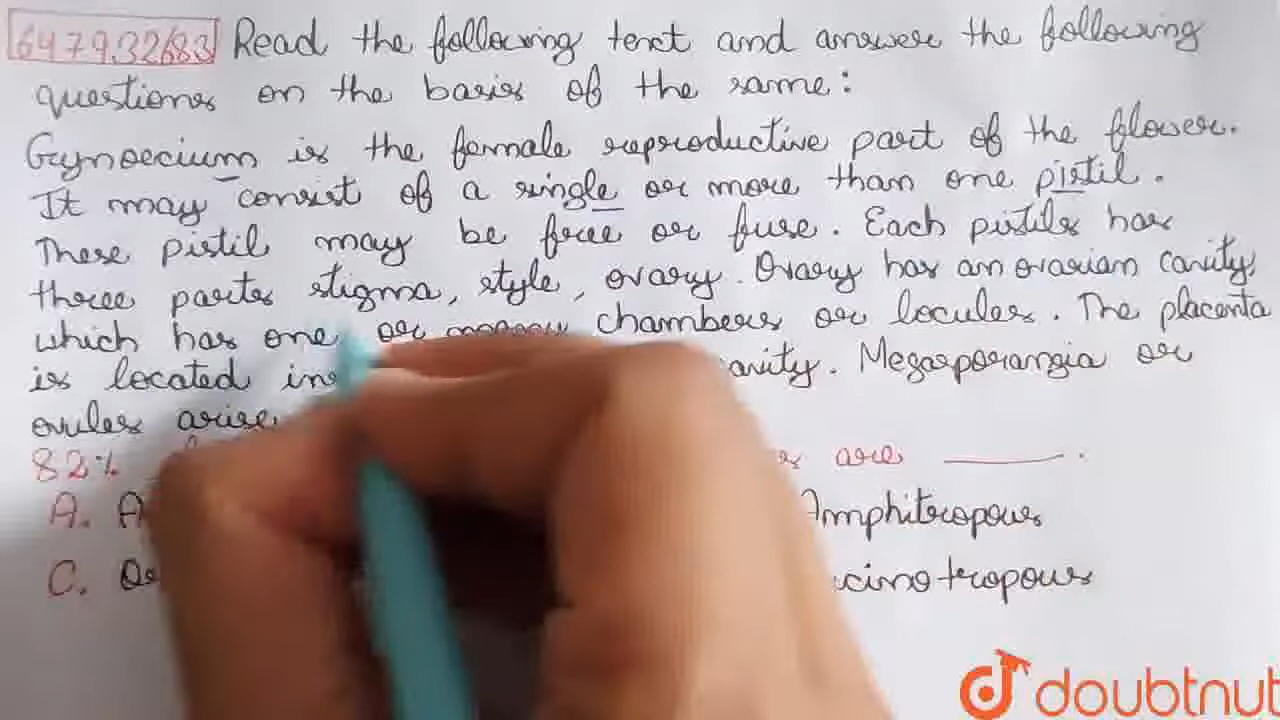 647932683 Read the following text and answer the following
questions on the basis of the same:
Gynoecium is the female reproductive part of the flower.
It may consist of a single or more than one pistil.
These pistil may be free or fuse. Each pistils has
three parts stigma, style, ovary. Ovary has an ovarian cavity,
which has one or chambers or locules. The placenta
is located cavity. Megasporangia or
ovules arise
82% are ______.
A. Amphitropous
C.
doubtnut